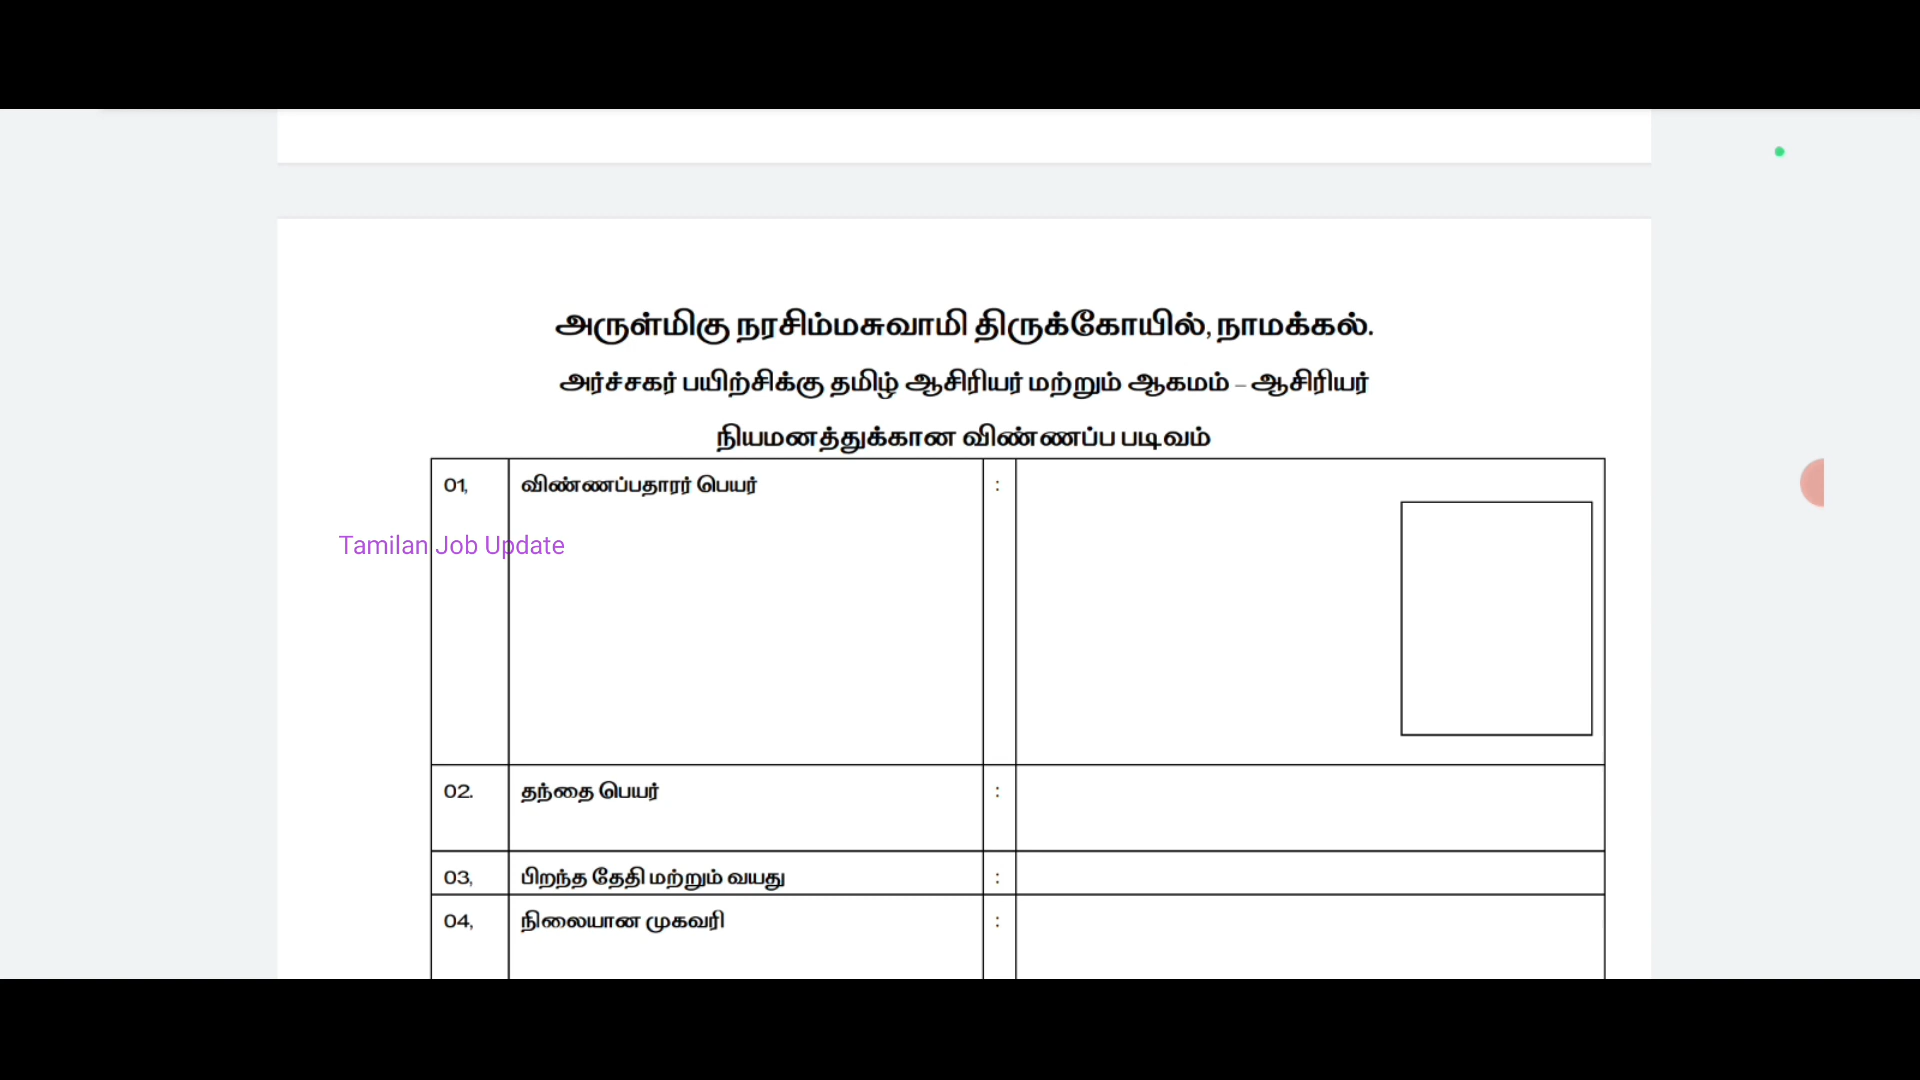 அருள்மிகு நரசிம்மசுவாமி திருக்கோயில், நாமக்கல்.
அர்ச்சகர் பயிற்சிக்கு தமிழ் ஆசிரியர் மற்றும் ஆகமம் – ஆசிரியர்
நியமனத்துக்கான விண்ணப்ப படிவம்
01, விண்ணப்பதாரர் பெயர் :
Tamilan Job Update
02. தந்தை பெயர் :
03, பிறந்த தேதி மற்றும் வயது :
04, நிலையான முகவரி :